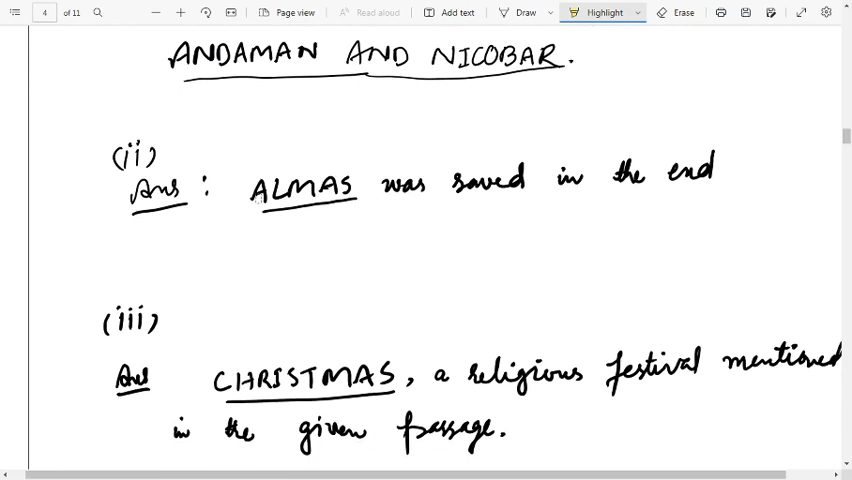 4 of 11 Page view Read aloud Add text Draw Highlight Erase
ANDAMAN AND NICOBAR.
(ii)
Ans : ALMAS was saved in the end
(iii)
Ans CHRISTMAS, a religious festival mentioned
in the given passage.